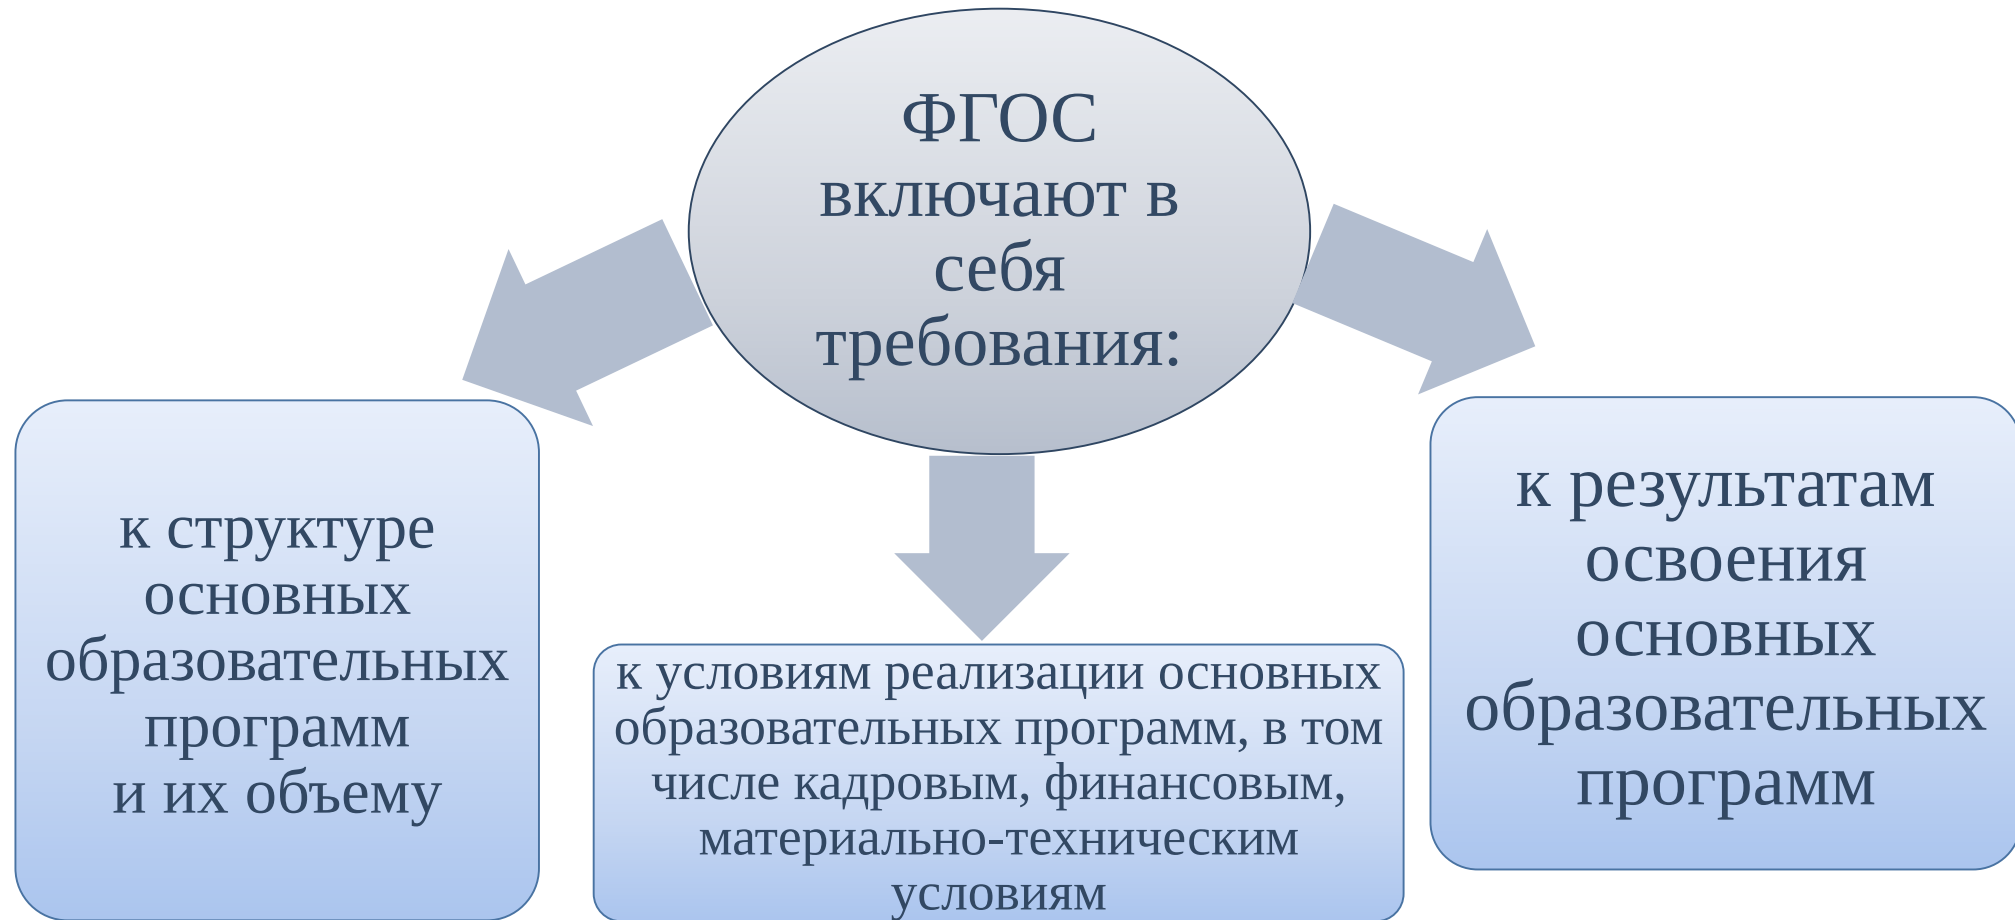 ФГОС
включают в
себя
требования:
к структуре
основных
образовательных
программ
и их объему
к условиям реализации основных
образовательных программ, в том
числе кадровым, финансовым,
материально-техническим
условиям
к результатам
освоения
основных
образовательных
программ